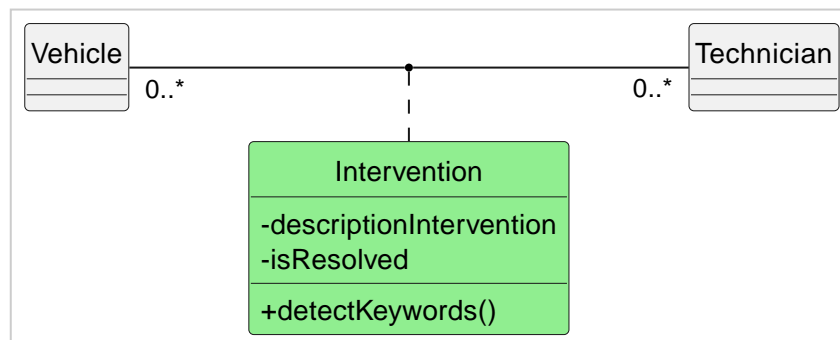 Vehicle
Technician
0..*
0..*
Intervention
-descriptionIntervention
-isResolved
+detectKeywords()